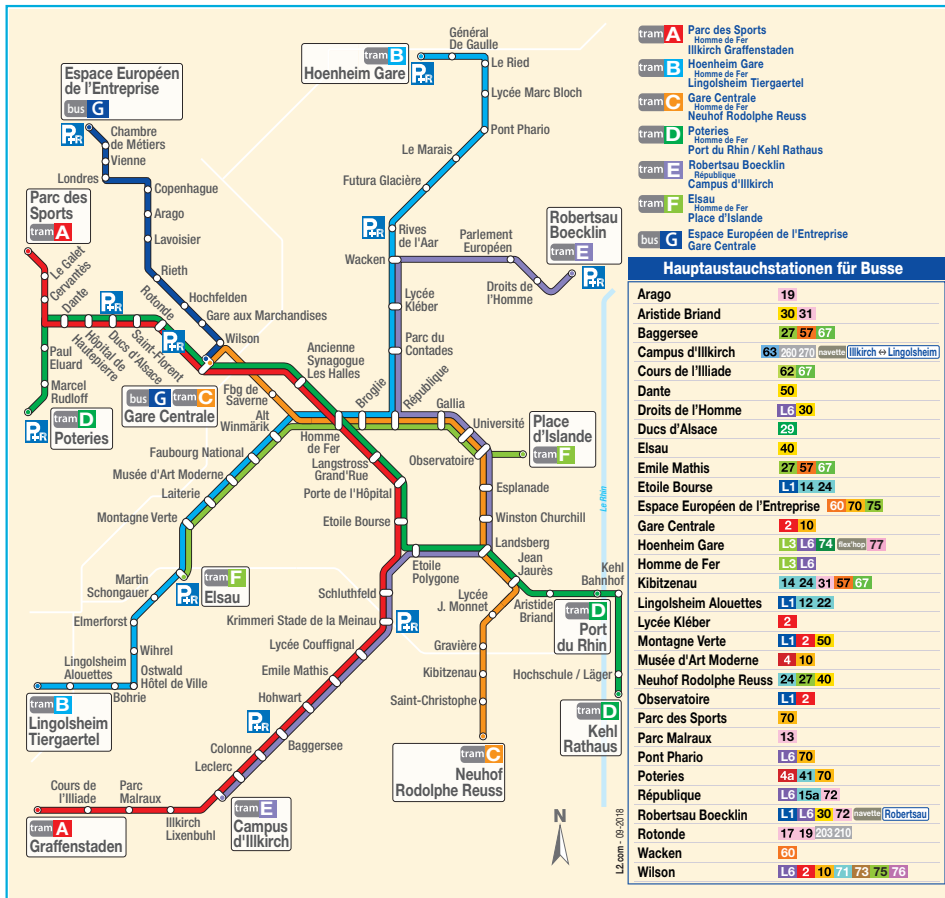 tram A Parc des Sports
Homme de Fer
Illkirch Graffenstaden
tram B Hoenheim Gare
Homme de Fer
Lingolsheim Tiergaertel
tram C Gare Centrale
Homme de Fer
Neuhof Rodolphe Reuss
tram D Poteries
Homme de Fer
Port du Rhin / Kehl Rathaus
tram E Robertsau Boecklin
République
Campus d'Illkirch
tram F Elsau
Homme de Fer
Place d'Islande
bus G Espace Européen de l'Entreprise
Gare Centrale
Hauptaustauchstationen für Busse
Arago 19
Aristide Briand 30 31
Baggersee 27 57 67
Campus d'Illkirch 63 260 270 navette Illkirch ↔ Lingolsheim
Cours de l'Illiade 62 67
Dante 50
Droits de l'Homme L6 30
Ducs d'Alsace 29
Elsau 40
Emile Mathis 27 57 67
Etoile Bourse L1 14 24
Espace Européen de l'Entreprise 60 70 75
Gare Centrale 2 10
Hoenheim Gare L3 L6 74 flex'hop 77
Homme de Fer L3 L6
Kibitzenau 14 24 31 57 67
Lingolsheim Alouettes L1 12 22
Lycée Kléber 2
Montagne Verte L1 2 50
Musée d'Art Moderne 4 10
Neuhof Rodolphe Reuss 24 27 40
Observatoire L1 2
Parc des Sports 70
Parc Malraux 13
Pont Phario L6 70
Poteries 4a 41 70
République L6 15a 72
Robertsau Boecklin L1 L6 30 72 navette Robertsau
Rotonde 17 19 203 210
Wacken 60
Wilson L6 2 10 71 73 75 76
Espace Européen
de l'Entreprise
bus G
P+R
Chambre
de Métiers
Vienne
Londres
Copenhague
Arago
Lavoisier
Rieth
Hochfelden
Gare aux Marchandises
Wilson
Parc des
Sports
tram A
Le Galet
Cervantès
Dante
Hôpital de
Hautepierre
Ducs d'Alsace
Saint-Florent
Rotonde
P+R
P+R
Paul
Eluard
Marcel
Rudloff
P+R
tram D
Poteries
bus G tram C
Gare Centrale
Fbg de
Saverne
Alt
Winmärik
Faubourg National
Musée d'Art Moderne
Laiterie
Montagne Verte
P+R
tram F
Elsau
Martin
Schongauer
Elmerforst
Wihrel
Ostwald
Hôtel de Ville
Bohrie
Lingolsheim
Alouettes
tram B
Lingolsheim
Tiergaertel
tram B
Hoenheim Gare
P+R
Général
De Gaulle
Le Ried
Lycée Marc Bloch
Pont Phario
Le Marais
Futura Glacière
P+R
Rives
de l'Aar
Wacken
Lycée
Kléber
Parc du
Contades
Parlement
Européen
Droits de
l'Homme
Robertsau
Boecklin
tram E
P+R
Ancienne
Synagogue
Les Halles
Broglie
République
Gallia
Université
Observatoire
Place
d'Islande
tram F
Homme
de Fer
Langstross
Grand'Rue
Porte de l'Hôpital
Etoile Bourse
Esplanade
Winston Churchill
Landsberg
Etoile
Polygone
Jean
Jaurès
Lycée
J. Monnet
Aristide
Briand
Kehl
Bahnhof
tram D
Port
du Rhin
Hochschule / Läger
tram D
Kehl
Rathaus
Gravière
Kibitzenau
Saint-Christophe
tram C
Neuhof
Rodolphe Reuss
Schluthfeld
Krimmeri Stade de la Meinau
P+R
Lycée Couffignal
Emile Mathis
Hohwart
P+R
Baggersee
Colonne
Leclerc
tram E
Campus
d'Illkirch
Illkirch
Lixenbuhl
Parc
Malraux
Cours de
l'Illiade
tram A
Graffenstaden
Le Rhin
N
L2.com - 09-2018